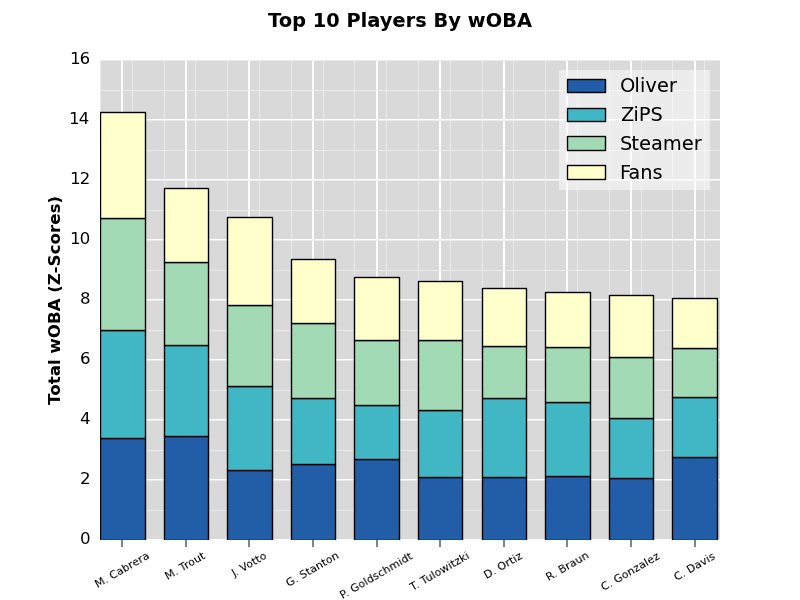 Top 10 Players By wOBA
Total wOBA (Z-Scores)
16
14
12
10
8
6
4
2
0
Oliver
ZiPS
Steamer
Fans
M. Cabrera
M. Trout
J. Votto
G. Stanton
P. Goldschmidt
T. Tulowitzki
D. Ortiz
R. Braun
C. Gonzalez
C. Davis